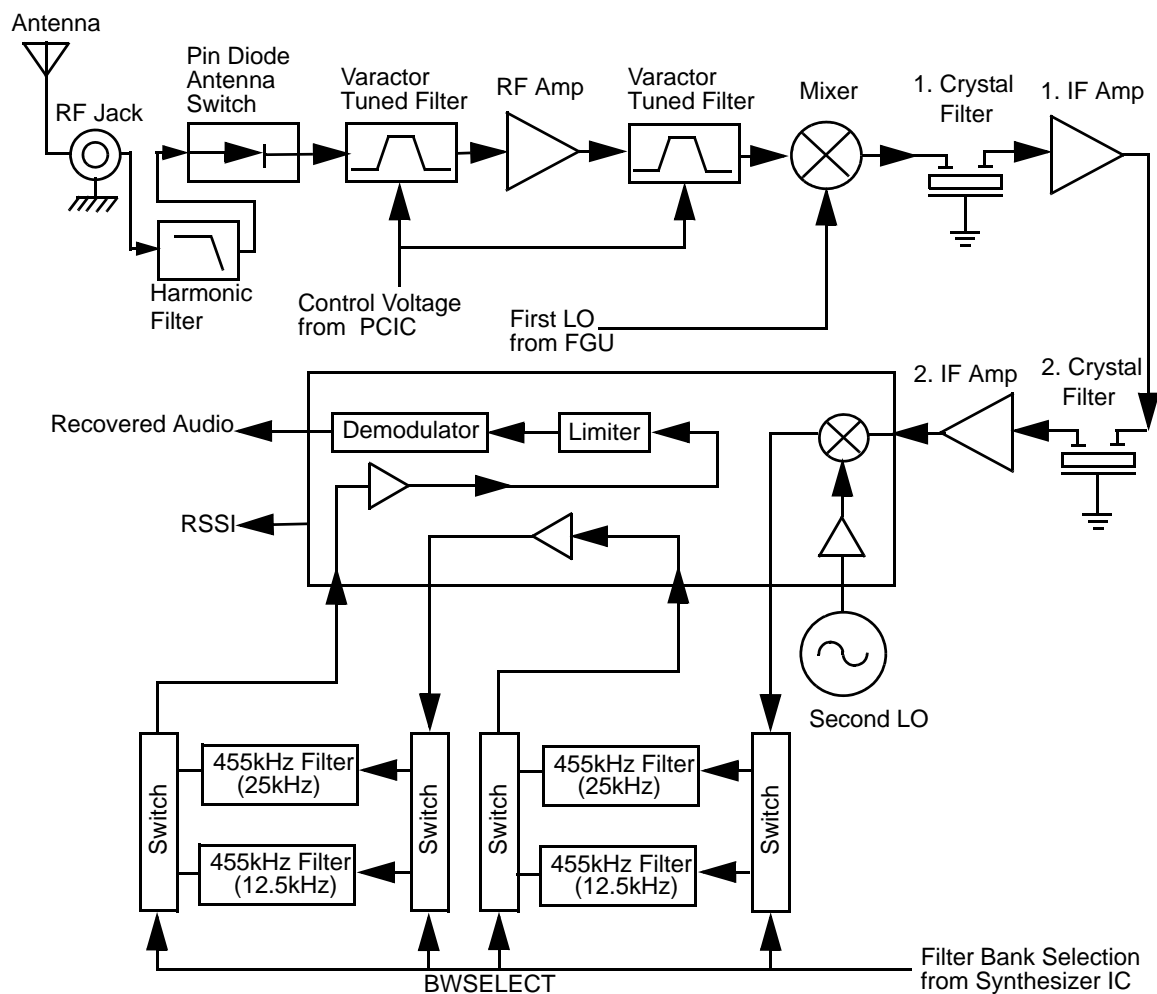 Antenna
RF Jack
Pin Diode
Antenna
Switch
Varactor
Tuned Filter
RF Amp
Varactor
Tuned Filter
Mixer
1. Crystal
Filter
1. IF Amp
Harmonic
Filter
Control Voltage
from PCIC
First LO
from FGU
2. IF Amp
2. Crystal
Filter
Recovered Audio
Demodulator
Limiter
RSSI
Second LO
Switch
455kHz Filter
(25kHz)
455kHz Filter
(12.5kHz)
Switch
Switch
455kHz Filter
(25kHz)
455kHz Filter
(12.5kHz)
Switch
BWSELECT
Filter Bank Selection
from Synthesizer IC